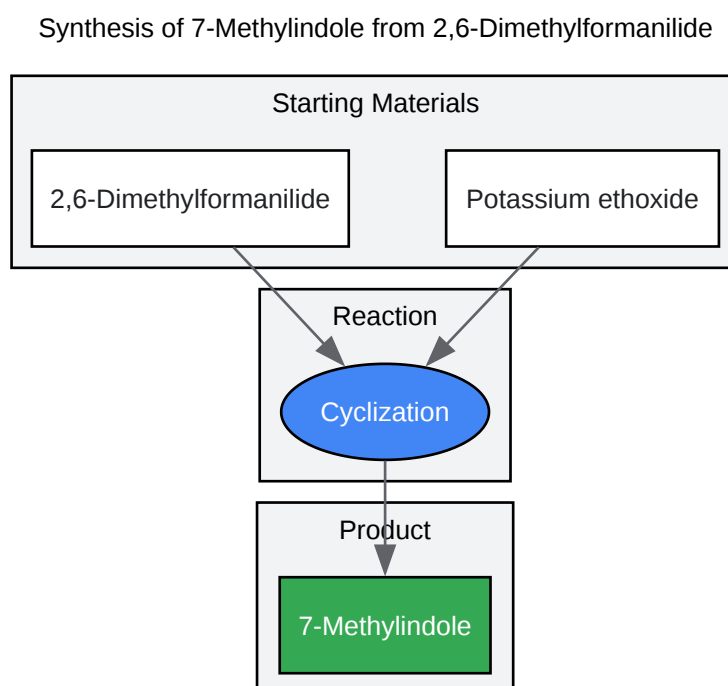 Synthesis of 7-Methylindole from 2,6-Dimethylformanilide
Starting Materials
2,6-Dimethylformanilide
Potassium ethoxide
Reaction
Cyclization
Product
7-Methylindole